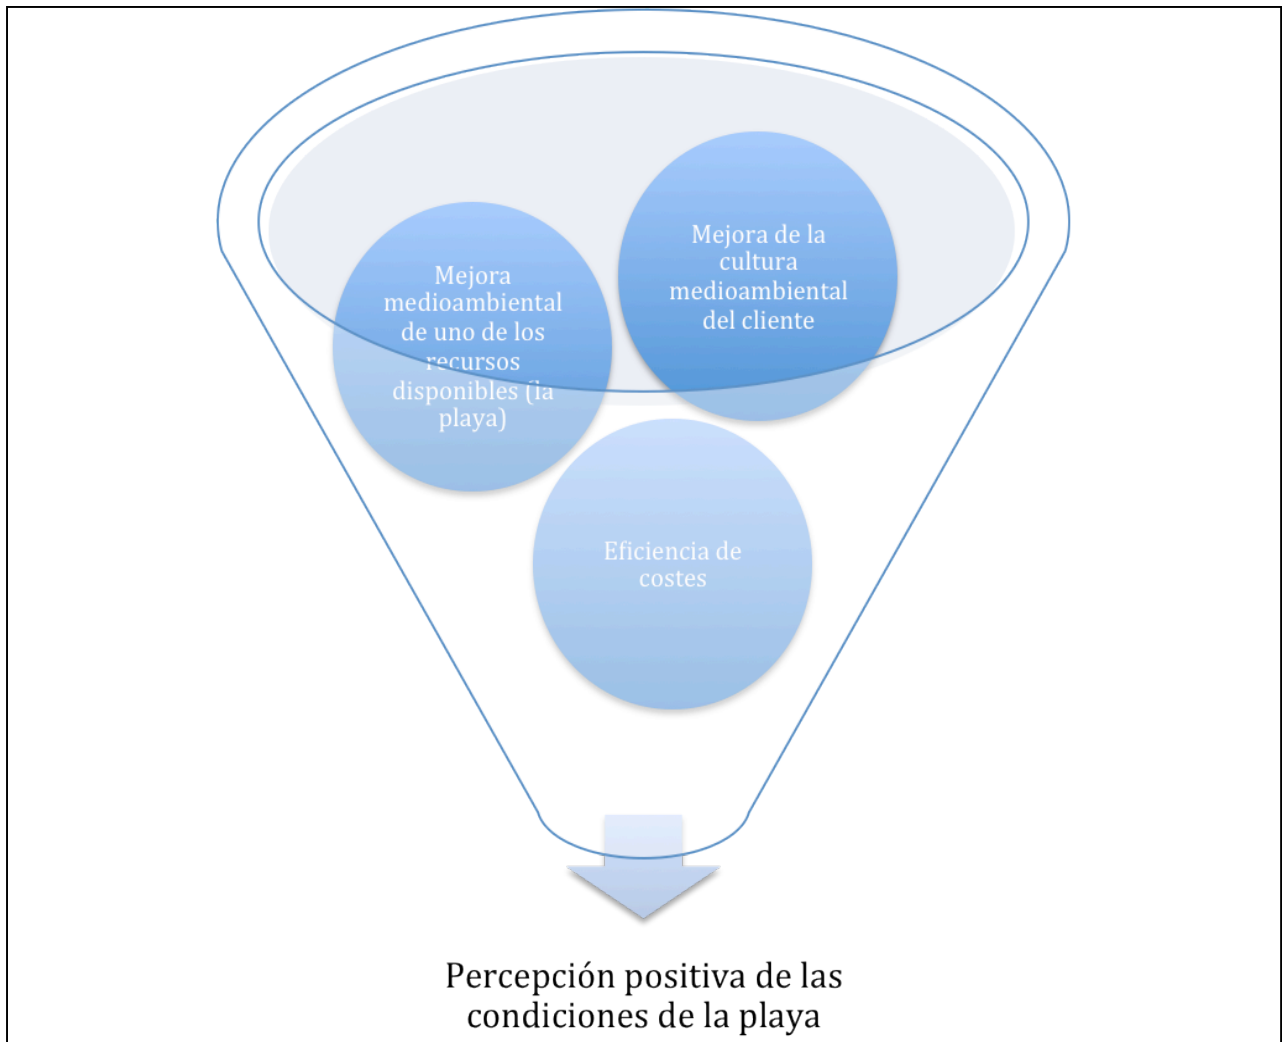 Mejora de la
cultura
medioambiental
del cliente
Mejora
medioambiental
de uno de los
recursos
disponibles (la
playa)
Eficiencia de
costes
Percepción positiva de las
condiciones de la playa